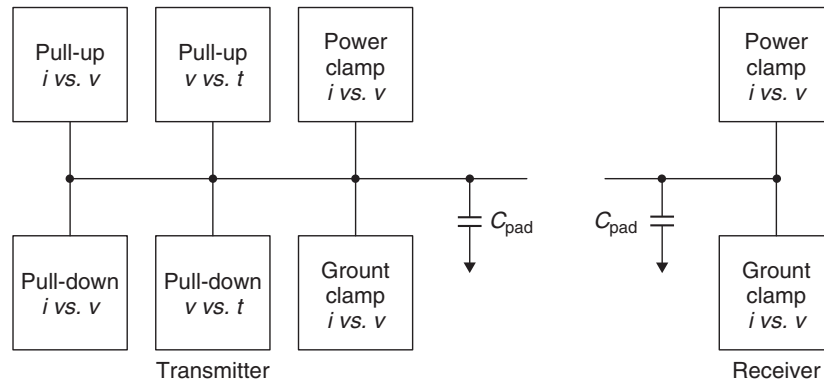 Pull-up
i vs. v
Pull-up
v vs. t
Power
clamp
i vs. v
Power
clamp
i vs. v
Cpad
Cpad
Pull-down
i vs. v
Pull-down
v vs. t
Grount
clamp
i vs. v
Grount
clamp
i vs. v
Transmitter
Receiver